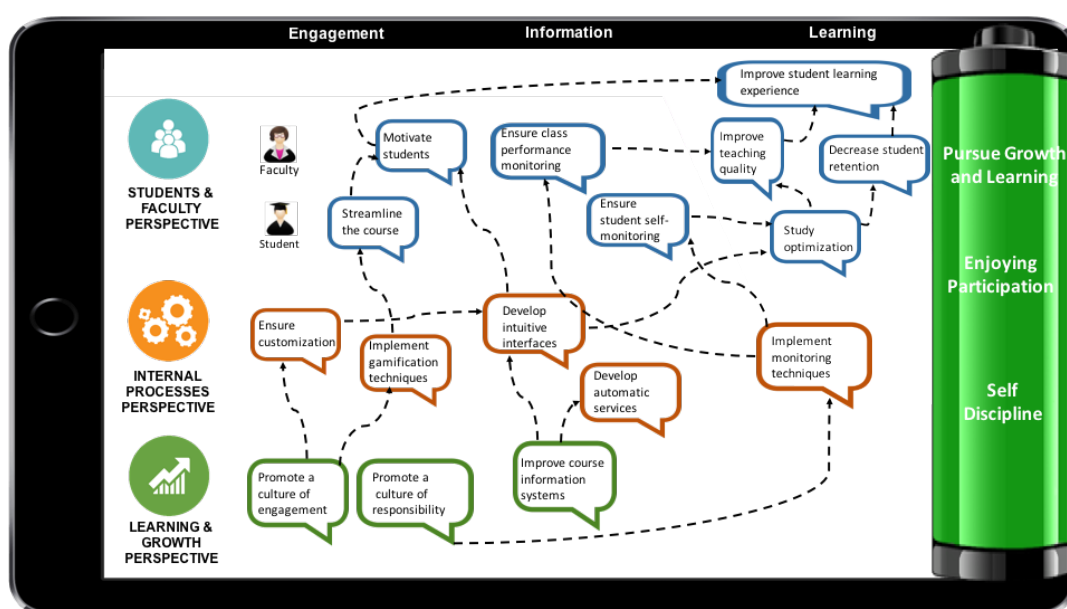 Engagement
Information
Learning
Improve student learning
experience
Motivate
students
Ensure class
performance
monitoring
Improve
teaching
quality
Decrease student
retention
Faculty
STUDENTS &
FACULTY
PERSPECTIVE
Student
Streamline
the course
Ensure
student self-
monitoring
Study
optimization
Pursue Growth
and Learning
Enjoying
Participation
Self
Discipline
INTERNAL
PROCESSES
PERSPECTIVE
Ensure
customization
Implement
gamification
techniques
Develop
intuitive
interfaces
Develop
automatic
services
Implement
monitoring
techniques
LEARNING &
GROWTH
PERSPECTIVE
Promote a
culture of
engagement
Promote a
culture of
responsibility
Improve course
information
systems